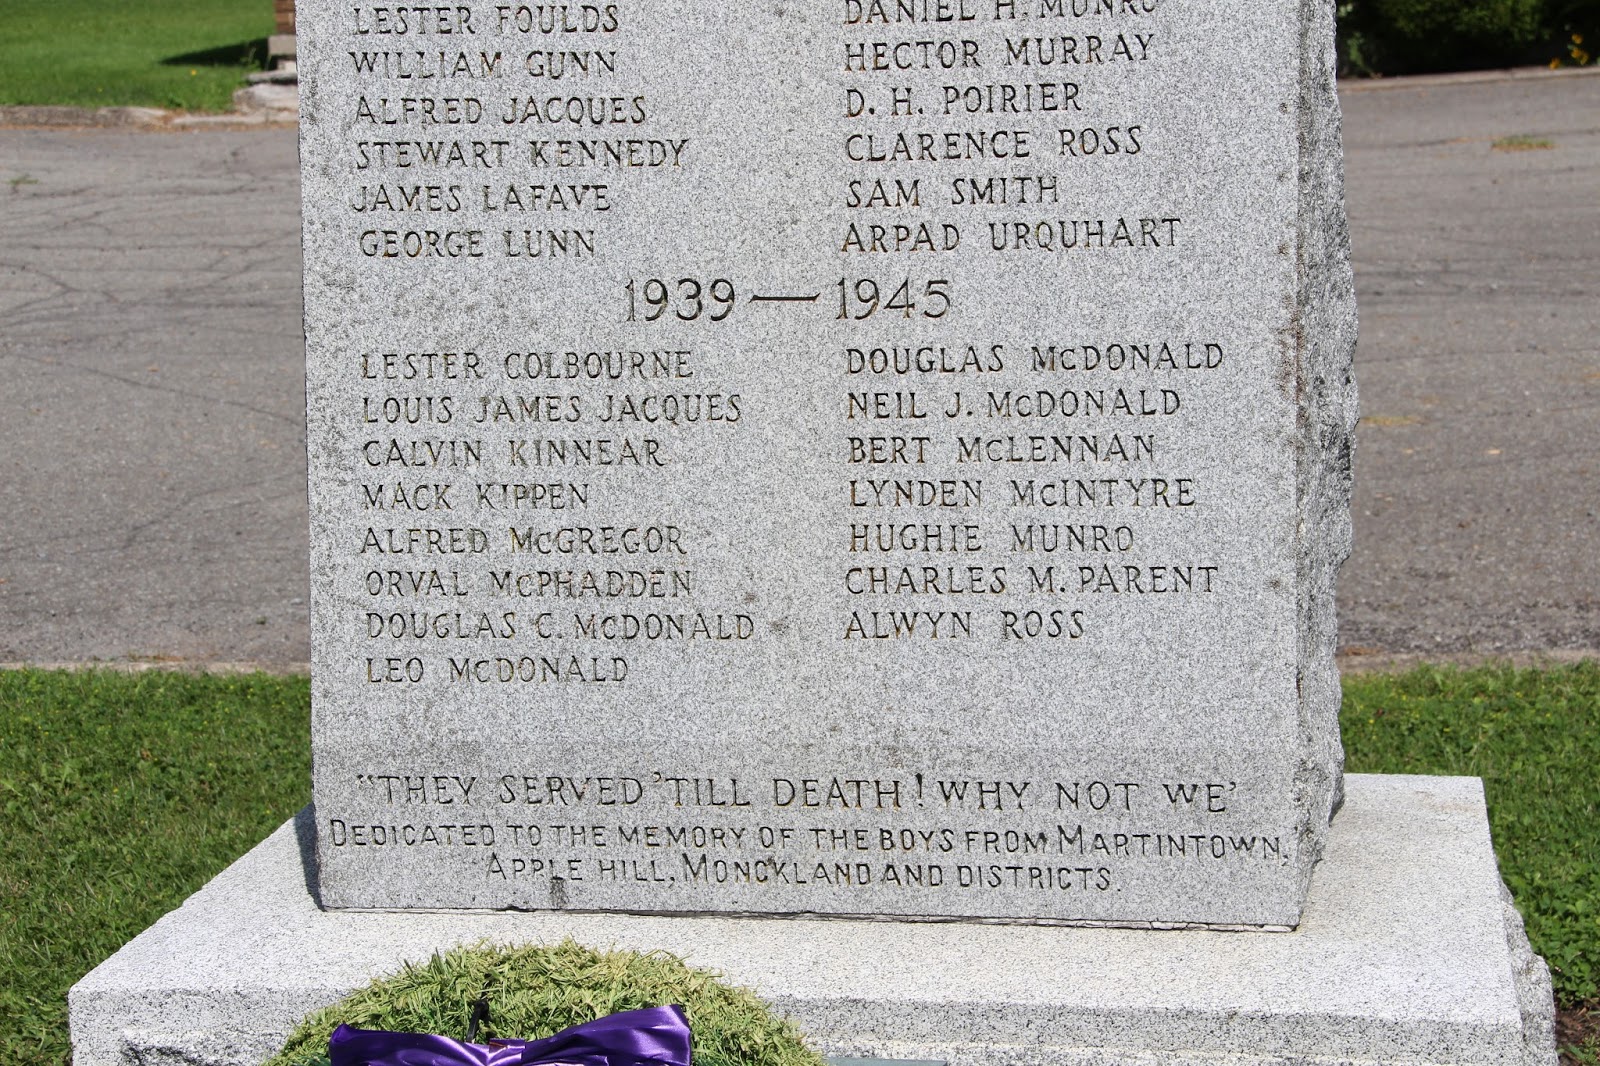 LESTER FOULDS
WILLIAM GUNN
ALFRED JACQUES
STEWART KENNEDY
JAMES LAFAVE
GEORGE LUNN
DANIEL H. MUNRO
HECTOR MURRAY
D. H. POIRIER
CLARENCE ROSS
SAM SMITH
ARPAD URQUHART
1939 — 1945
LESTER COLBOURNE
LOUIS JAMES JACQUES
CALVIN KINNEAR
MACK KIPPEN
ALFRED McGREGOR
ORVAL McPHADDEN
DOUGLAS C. McDONALD
LEO McDONALD
DOUGLAS McDONALD
NEIL J. McDONALD
BERT McLENNAN
LYNDEN McINTYRE
HUGHIE MUNRO
CHARLES M. PARENT
ALWYN ROSS
"THEY SERVED 'TILL DEATH! WHY NOT WE'
DEDICATED TO THE MEMORY OF THE BOYS FROM MARTINTOWN,
APPLE HILL, MONCKLAND AND DISTRICTS.